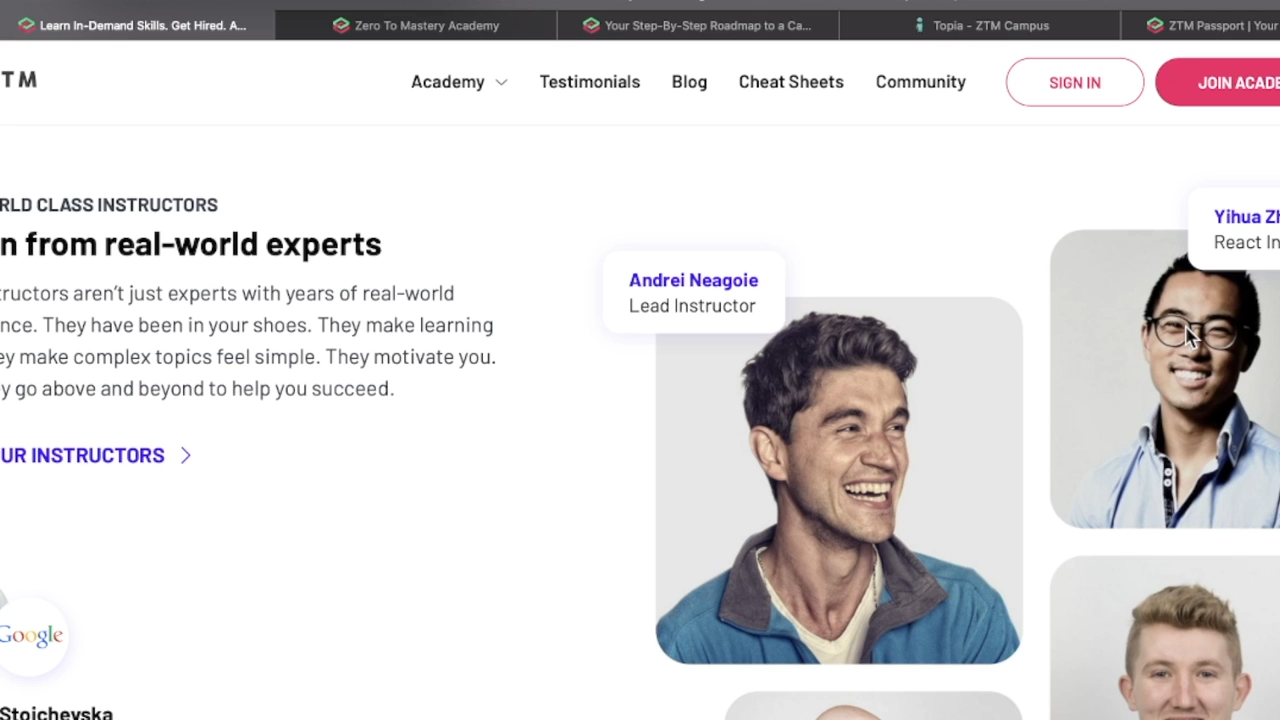 Learn In-Demand Skills. Get Hired. A...
Zero To Mastery Academy
Your Step-By-Step Roadmap to a Ca...
Topia - ZTM Campus
ZTM Passport | Your
TM
Academy
Testimonials
Blog
Cheat Sheets
Community
SIGN IN
JOIN ACADE
RLD CLASS INSTRUCTORS
n from real-world experts
tructors aren't just experts with years of real-world
nce. They have been in your shoes. They make learning
ey make complex topics feel simple. They motivate you.
y go above and beyond to help you succeed.
UR INSTRUCTORS
Andrei Neagoie
Lead Instructor
Yihua Zh
React In
Google
Stojchevska